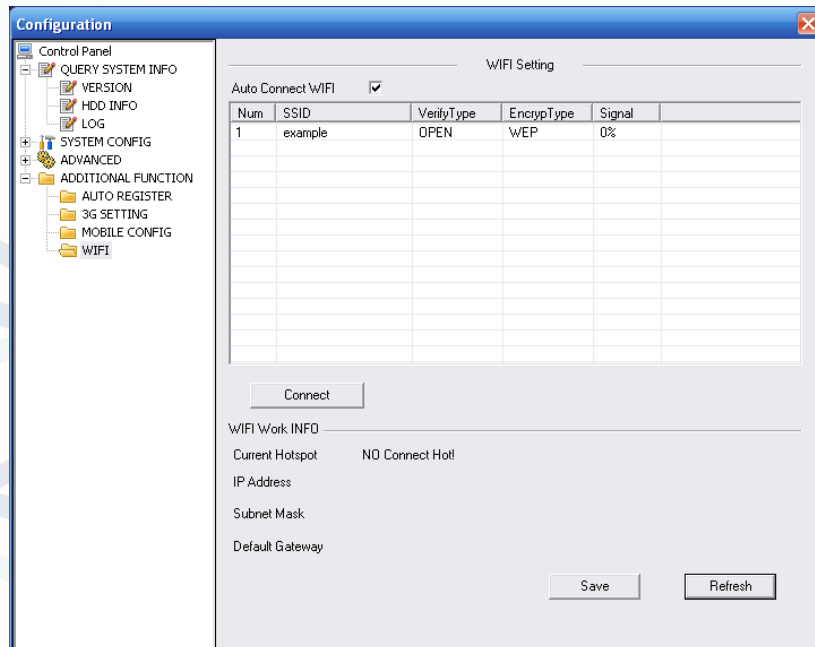 Configuration
Control Panel
QUERY SYSTEM INFO
VERSION
HDD INFO
LOG
SYSTEM CONFIG
ADVANCED
ADDITIONAL FUNCTION
AUTO REGISTER
3G SETTING
MOBILE CONFIG
WIFI
WIFI Setting
Auto Connect WIFI
Num SSID VerifyType EncrypType Signal
1 example OPEN WEP 0%
Connect
WIFI Work INFO
Current Hotspot NO Connect Hot!
IP Address
Subnet Mask
Default Gateway
Save Refresh